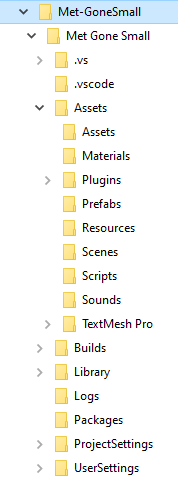 Met-GoneSmall
Met Gone Small
.vs
.vscode
Assets
Assets
Materials
Plugins
Prefabs
Resources
Scenes
Scripts
Sounds
TextMesh Pro
Builds
Library
Logs
Packages
ProjectSettings
UserSettings